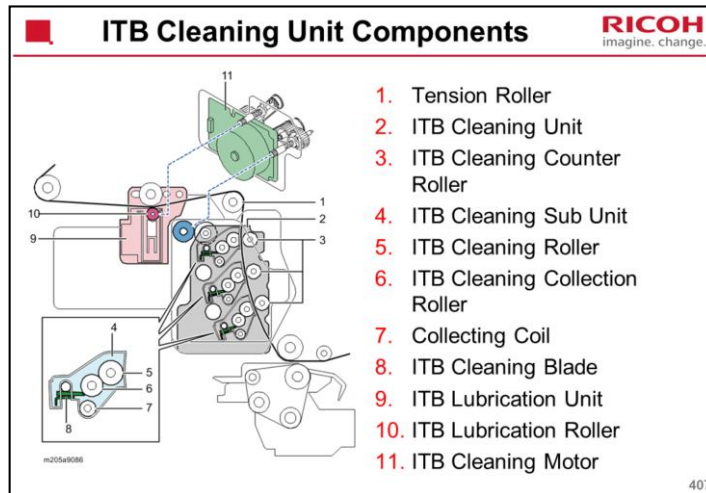 ITB Cleaning Unit Components
RICOH
imagine. change.
1. Tension Roller
2. ITB Cleaning Unit
3. ITB Cleaning Counter
Roller
4. ITB Cleaning Sub Unit
5. ITB Cleaning Roller
6. ITB Cleaning Collection
Roller
7. Collecting Coil
8. ITB Cleaning Blade
9. ITB Lubrication Unit
10. ITB Lubrication Roller
11. ITB Cleaning Motor
11
1
10
2
9
3
4
5
6
7
8
m205a9086
407